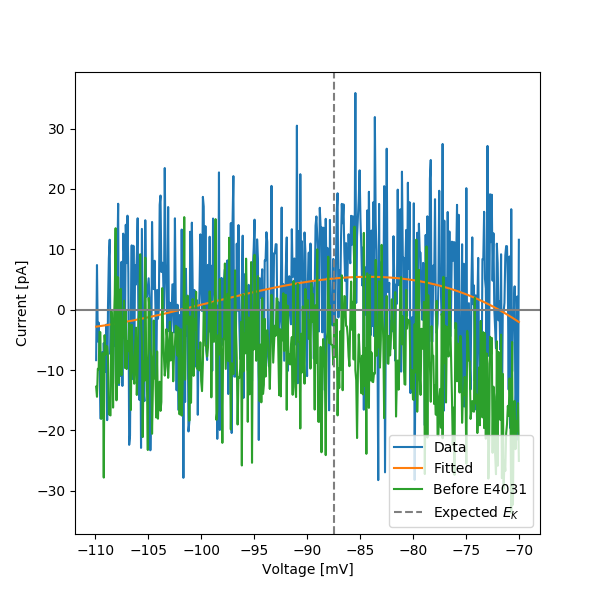 Current [pA]
30
20
10
0
−10
−20
−30
Data
Fitted
Before E4031
Expected E_K
−110
−105
−100
−95
−90
−85
−80
−75
−70
Voltage [mV]